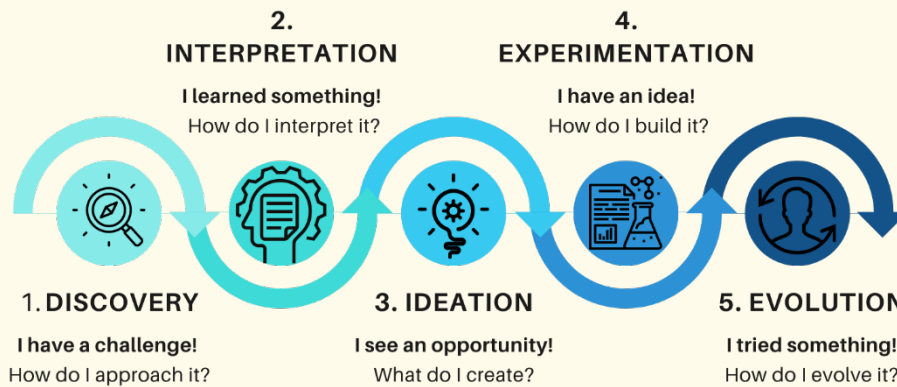 1. DISCOVERY
I have a challenge!
How do I approach it?
2.
INTERPRETATION
I learned something!
How do I interpret it?
3. IDEATION
I see an opportunity!
What do I create?
4.
EXPERIMENTATION
I have an idea!
How do I build it?
5. EVOLUTION
I tried something!
How do I evolve it?